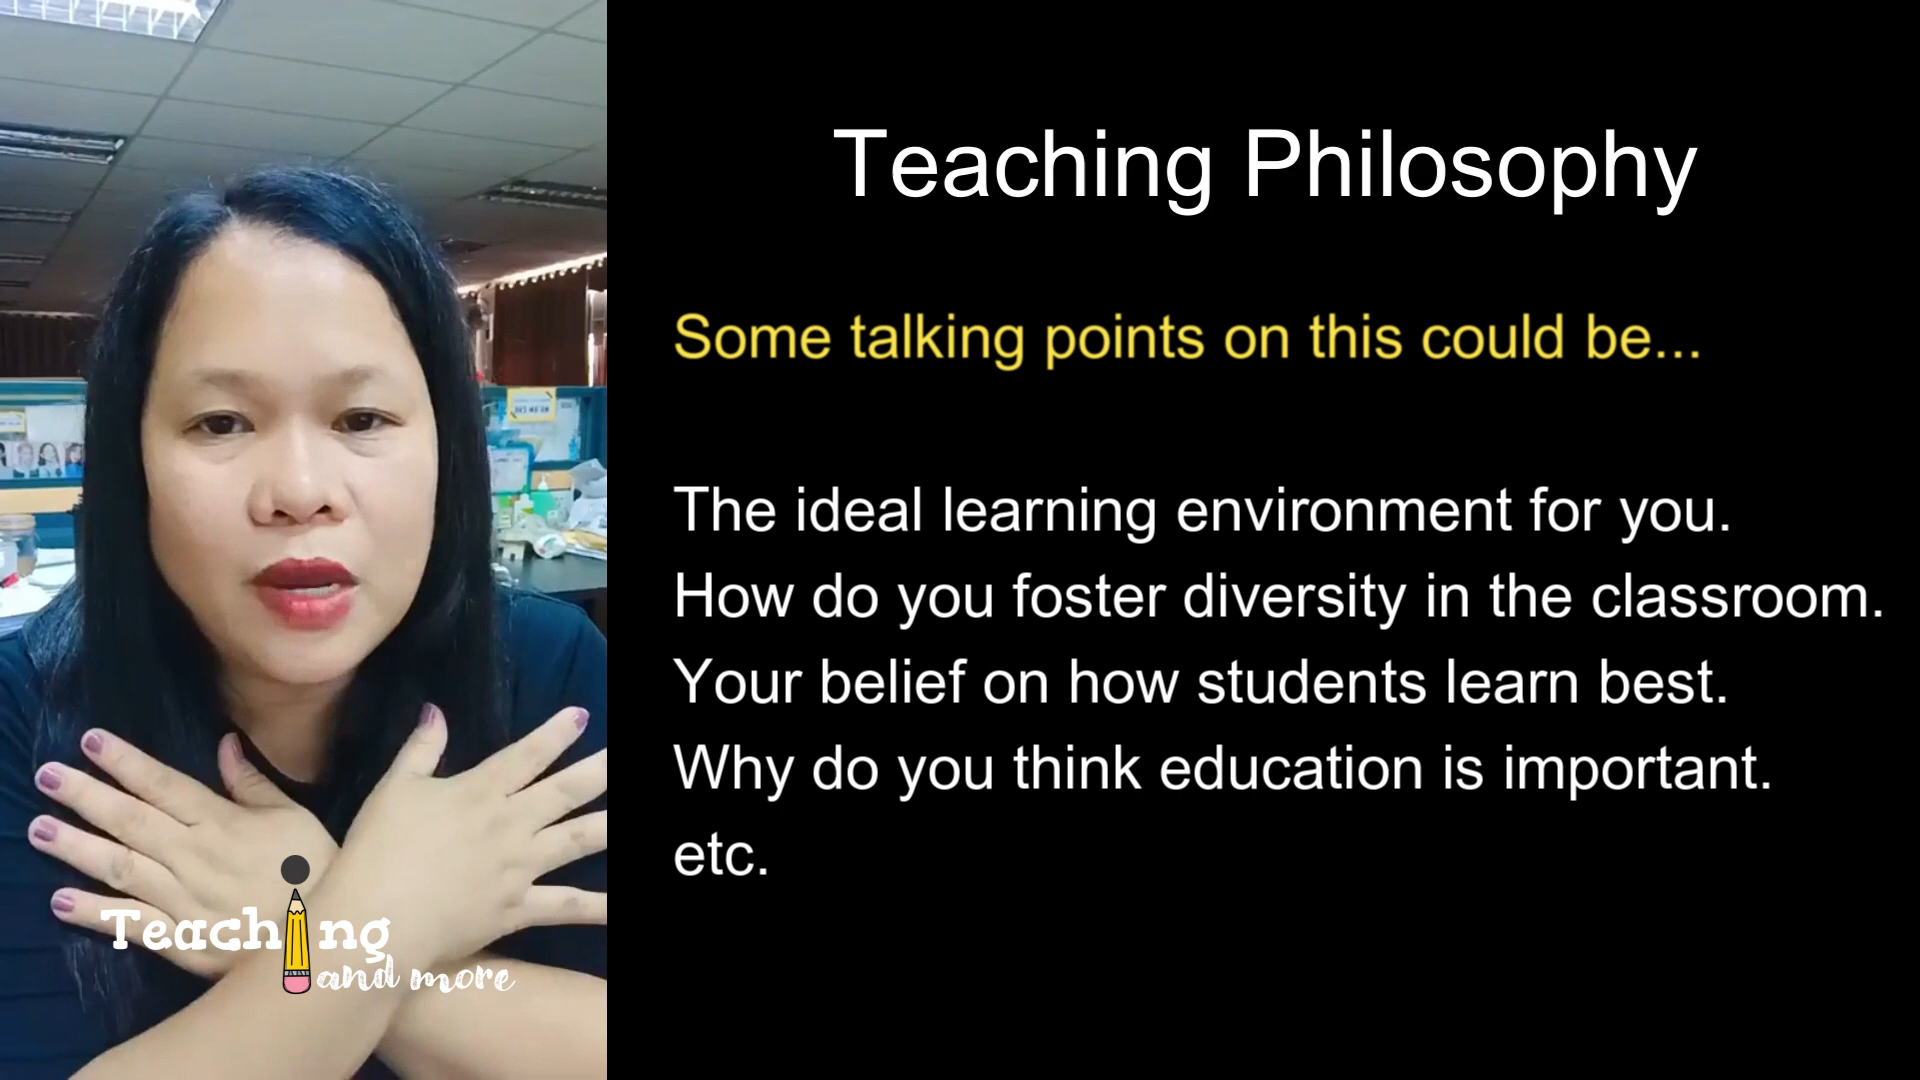 Teaching Philosophy
Some talking points on this could be...
The ideal learning environment for you.
How do you foster diversity in the classroom.
Your belief on how students learn best.
Why do you think education is important.
etc.
Teaching
and more